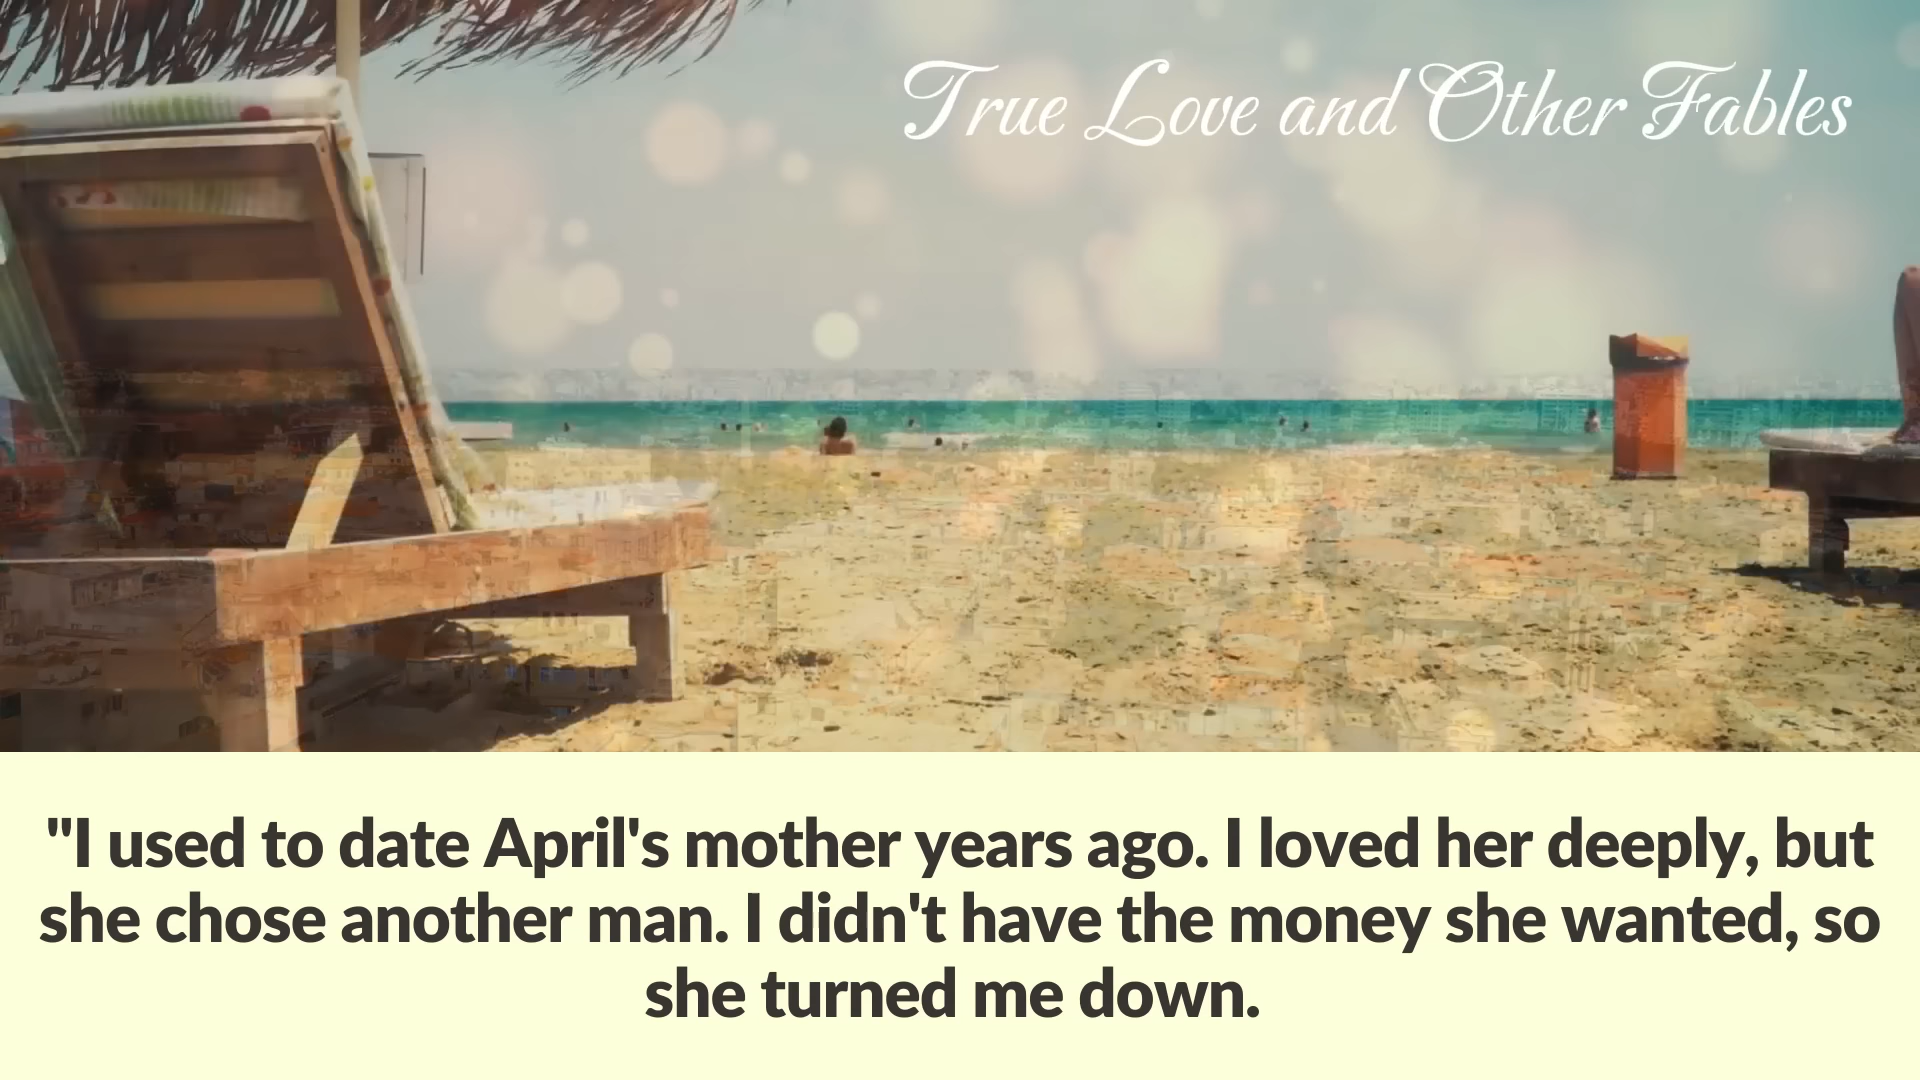 True Love and Other Fables
"I used to date April's mother years ago. I loved her deeply, but
she chose another man. I didn't have the money she wanted, so
she turned me down.